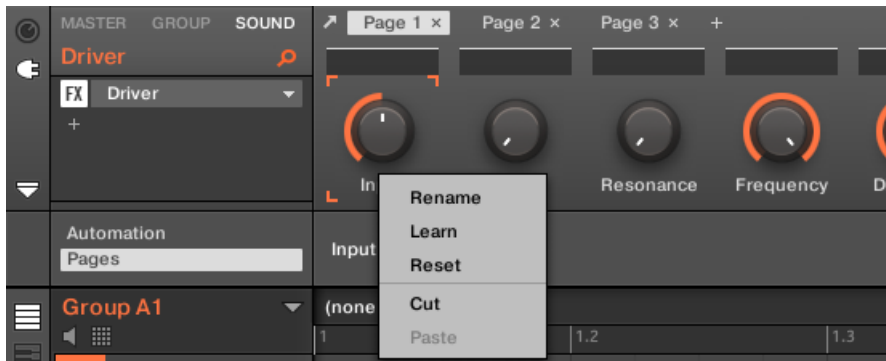 MASTER GROUP SOUND
Page 1 × Page 2 × Page 3 × +
Driver
FX Driver
+
Resonance Frequency
Rename
Learn
Reset
Cut
Paste
Automation
Pages
Input
Group A1
(none
1 1.2 1.3